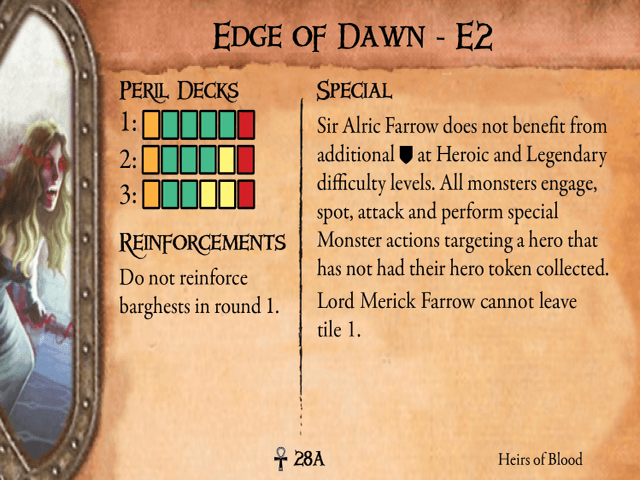 Edge of Dawn - E2
Peril Decks
1:
2:
3:
Reinforcements
Do not reinforce
barghests in round 1.
Special
Sir Alric Farrow does not benefit from
additional at Heroic and Legendary
difficulty levels. All monsters engage,
spot, attack and perform special
Monster actions targeting a hero that
has not had their hero token collected.
Lord Merick Farrow cannot leave
tile 1.
28A
Heirs of Blood